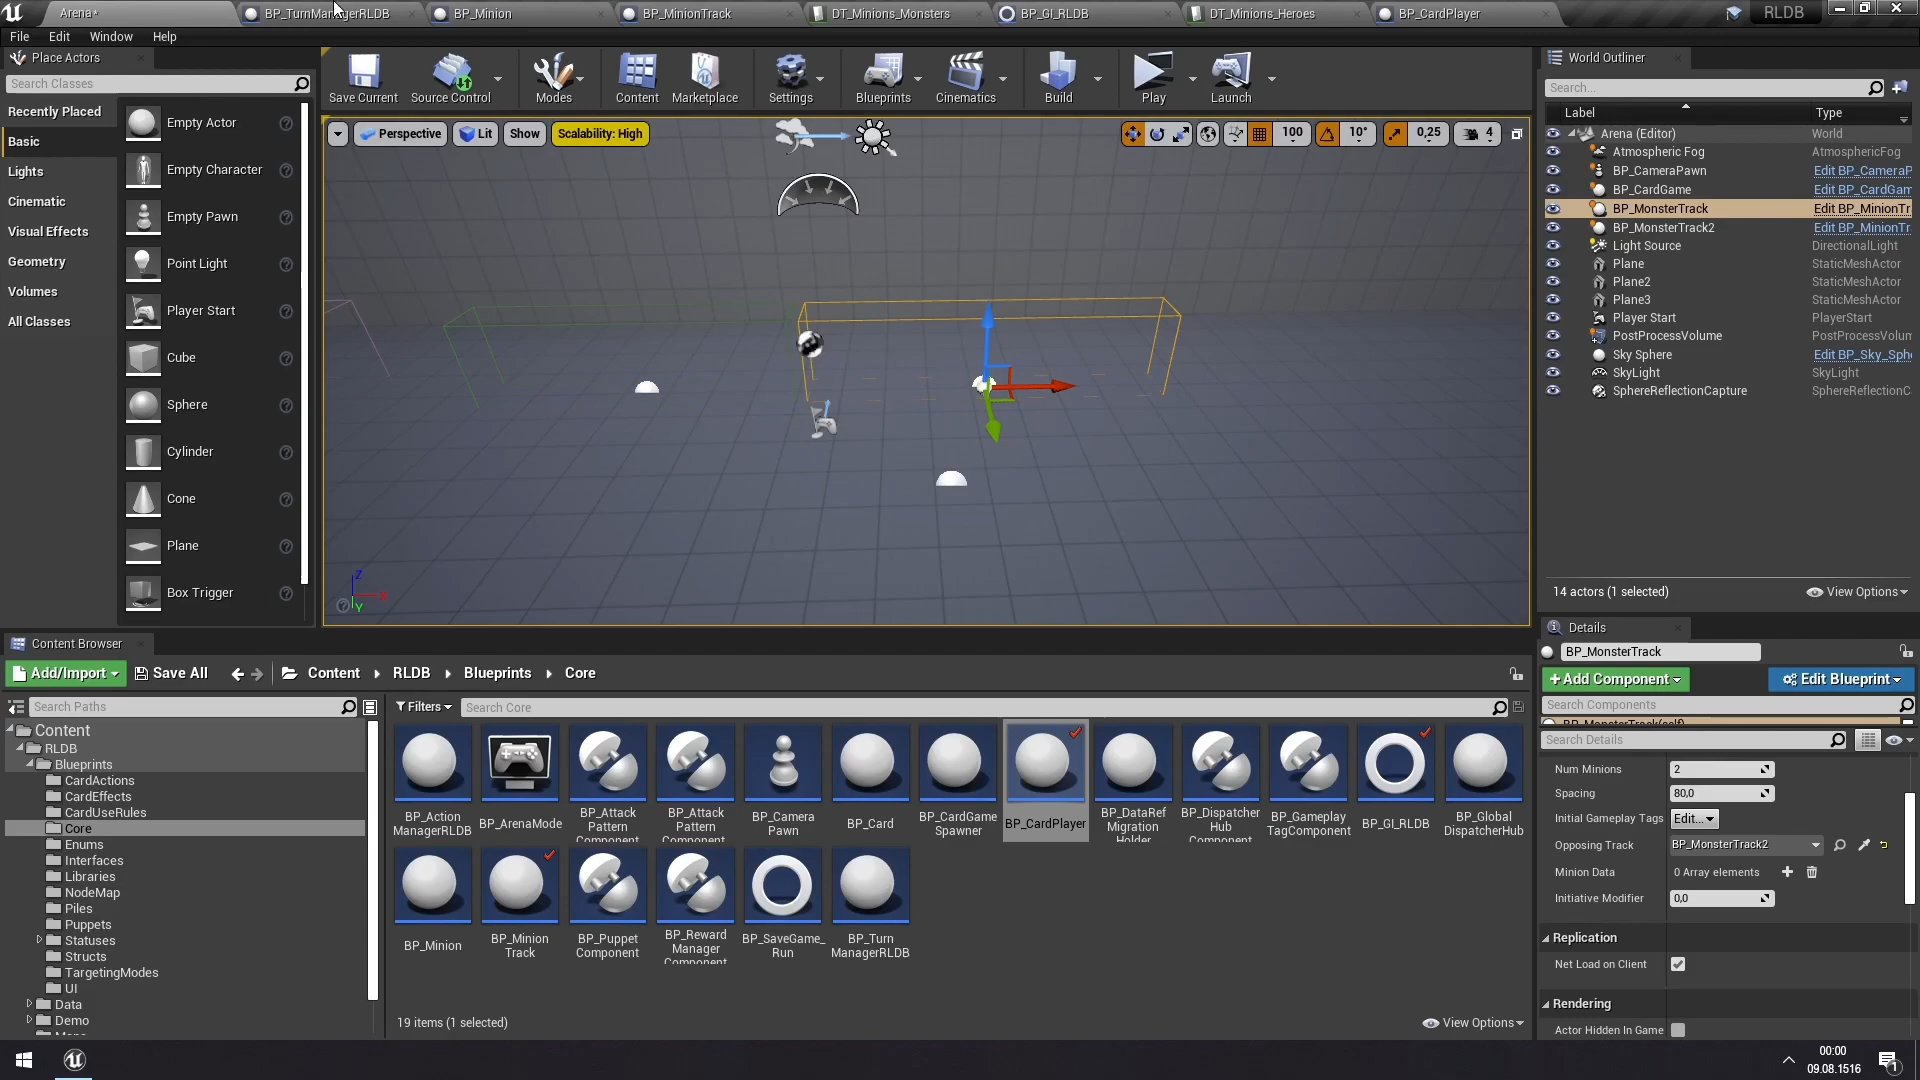 Arena*
BP_TurnManagerRLDB
BP_Minion
BP_MinionTrack
DT_Minions_Monsters
BP_GI_RLDB
DT_Minions_Heroes
BP_CardPlayer
RLDB
File Edit Window Help
Place Actors
Search Classes
Recently Placed
Basic
Lights
Cinematic
Visual Effects
Geometry
Volumes
All Classes
Empty Actor
Empty Character
Empty Pawn
Point Light
Player Start
Cube
Sphere
Cylinder
Cone
Plane
Box Trigger
Save Current
Source Control
Modes
Content
Marketplace
Settings
Blueprints
Cinematics
Build
Play
Launch
Perspective
Lit
Show
Scalability: High
100
10°
0,25
4
Z
X
Y
World Outliner
Search...
Label Type
Arena (Editor) World
Atmospheric Fog AtmosphericFog
BP_CameraPawn Edit BP_CameraP
BP_CardGame Edit BP_CardGam
BP_MonsterTrack Edit BP_MinionTr
BP_MonsterTrack2 Edit BP_MinionTr
Light Source DirectionalLight
Plane StaticMeshActor
Plane2 StaticMeshActor
Plane3 StaticMeshActor
Player Start PlayerStart
PostProcessVolume PostProcessVolum
Sky Sphere Edit BP_Sky_Sph
SkyLight SkyLight
SphereReflectionCapture SphereReflectionC
14 actors (1 selected)
View Options
Details
BP_MonsterTrack
Add Component
Edit Blueprint
Search Components
BP_MonsterTrack(self)
Search Details
Num Minions 2
Spacing 80,0
Initial Gameplay Tags Edit...
Opposing Track BP_MonsterTrack2
Minion Data 0 Array elements
Initiative Modifier 0,0
Replication
Net Load on Client
Rendering
Actor Hidden In Game
Content Browser
Add/Import
Save All
Content
RLDB
Blueprints
Core
Search Paths
Filters
Search Core
Content
RLDB
Blueprints
CardActions
CardEffects
CardUseRules
Core
Enums
Interfaces
Libraries
NodeMap
Piles
Puppets
Statuses
Structs
TargetingModes
UI
Data
Demo
BP_Action
ManagerRLDB
BP_ArenaMode
BP_Attack
Pattern
Component
BP_Attack
Pattern
Component
BP_Camera
Pawn
BP_Card
BP_CardGame
Spawner
BP_CardPlayer
BP_DataRef
Migration
Holder
BP_Dispatcher
Hub
Component
BP_Gameplay
TagComponent
BP_GI_RLDB
BP_Global
DispatcherHub
BP_Minion
BP_Minion
Track
BP_Puppet
Component
BP_Reward
Manager
Component
BP_SaveGame_
Run
BP_Turn
ManagerRLDB
19 items (1 selected)
View Options
00:00
09.08.1516
1